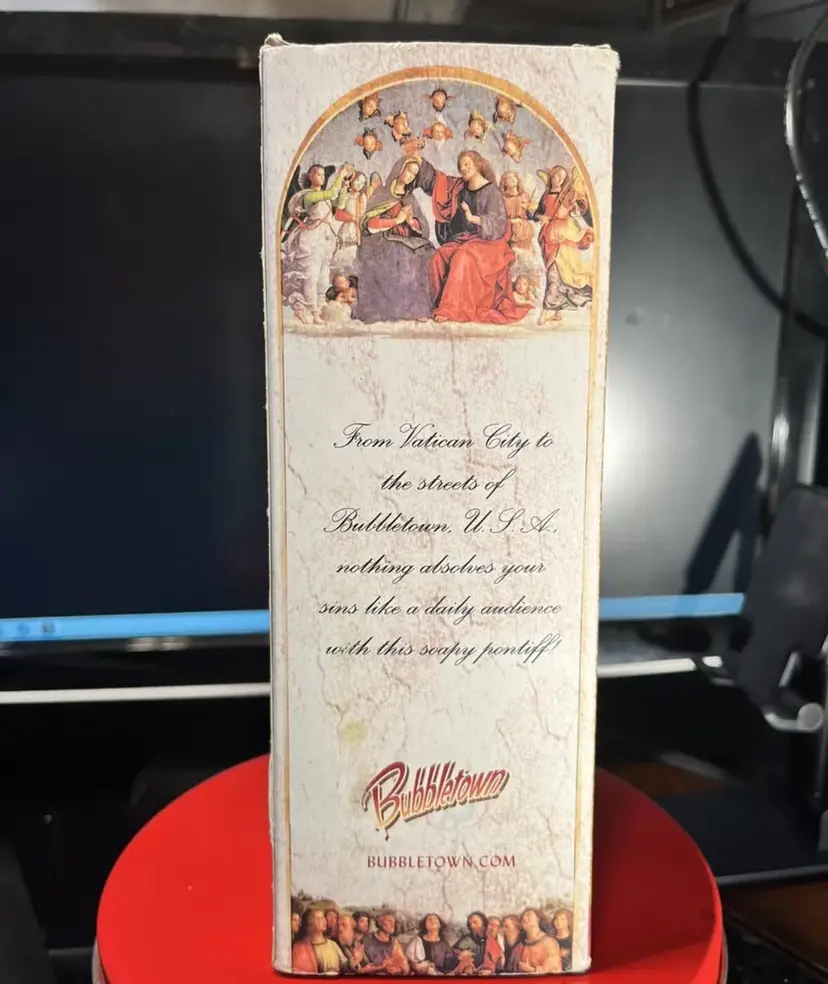 From Vatican City to
the streets of
Bubbletown, U.S.A.,
nothing absolves your
sins like a daily audience
with this soapy pontiff!
Bubbletown
BUBBLETOWN.COM